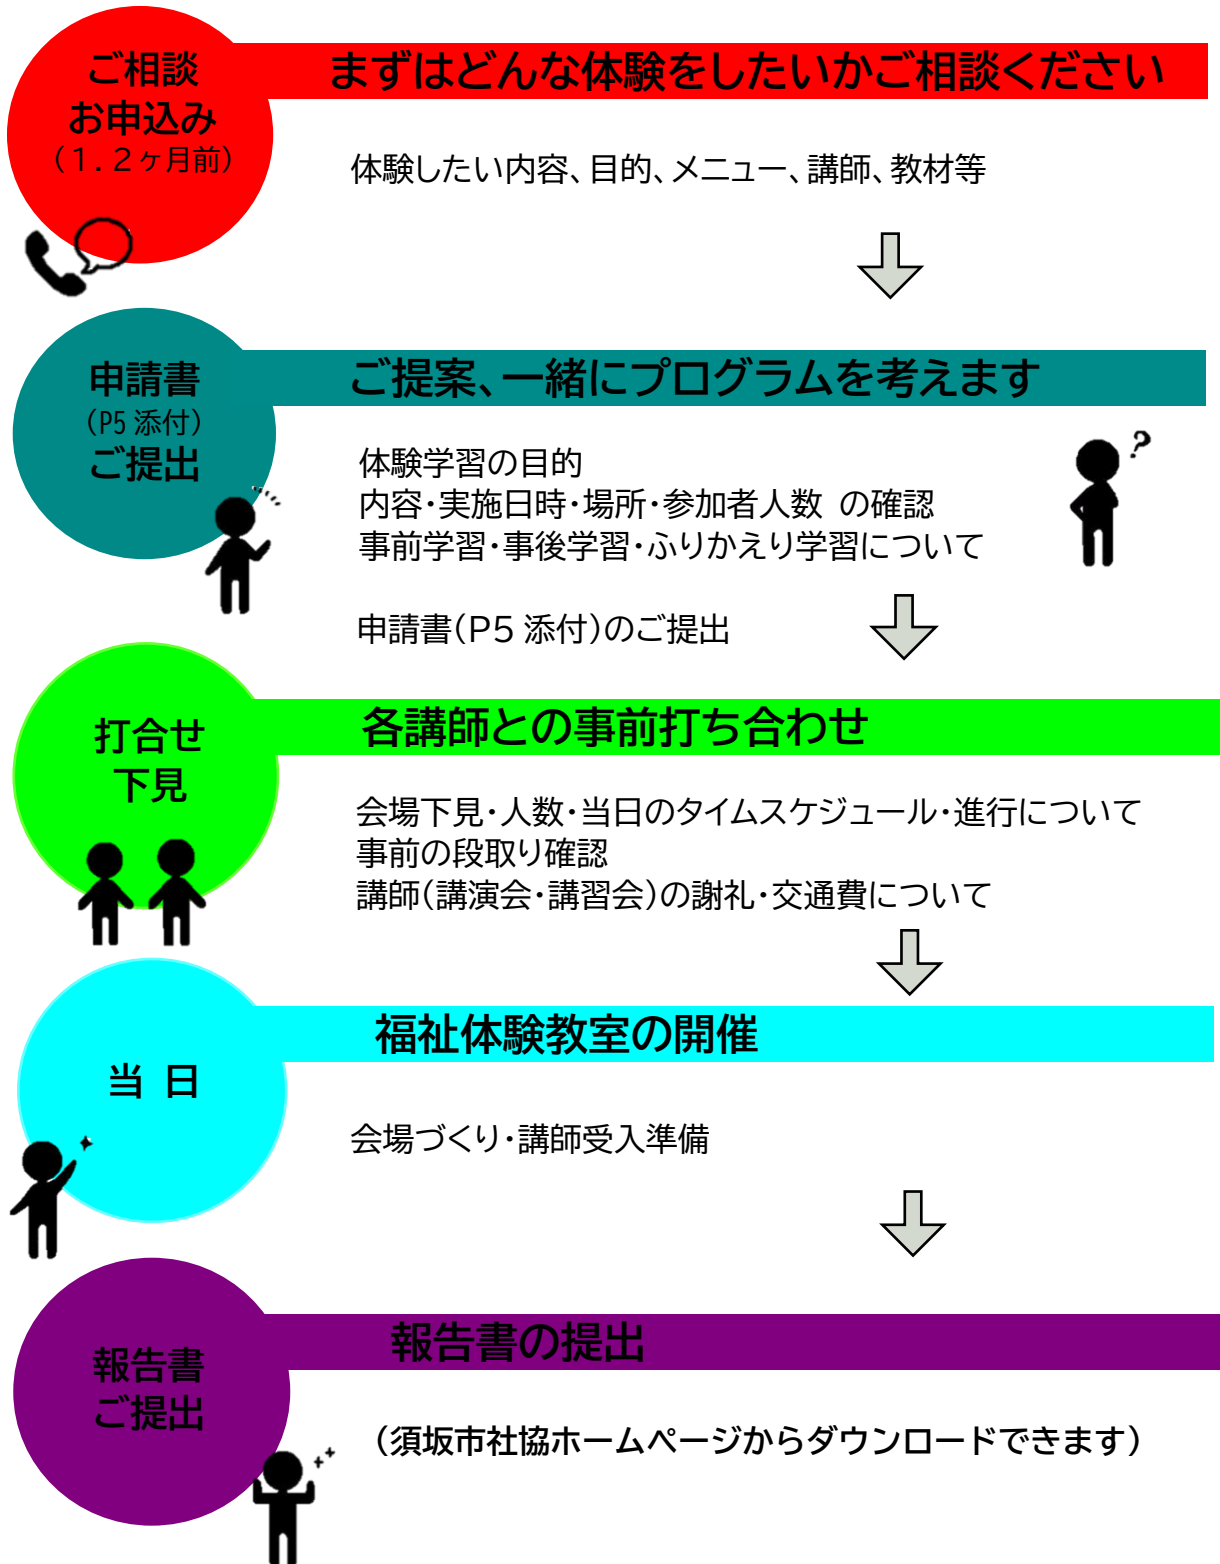 ご相談
お申込み
（1．2ヶ月前）
まずはどんな体験をしたいかご相談ください
体験したい内容、目的、メニュー、講師、教材等
申請書
（P5 添付）
ご提出
ご提案、一緒にプログラムを考えます
体験学習の目的
内容・実施日時・場所・参加者人数 の確認
事前学習・事後学習・ふりかえり学習について
申請書（P5 添付）のご提出
?
打合せ
下見
各講師との事前打ち合わせ
会場下見・人数・当日のタイムスケジュール・進行について
事前の段取り確認
講師（講演会・講習会）の謝礼・交通費について
当 日
福祉体験教室の開催
会場づくり・講師受入準備
報告書
ご提出
報告書の提出
（須坂市社協ホームページからダウンロードできます）